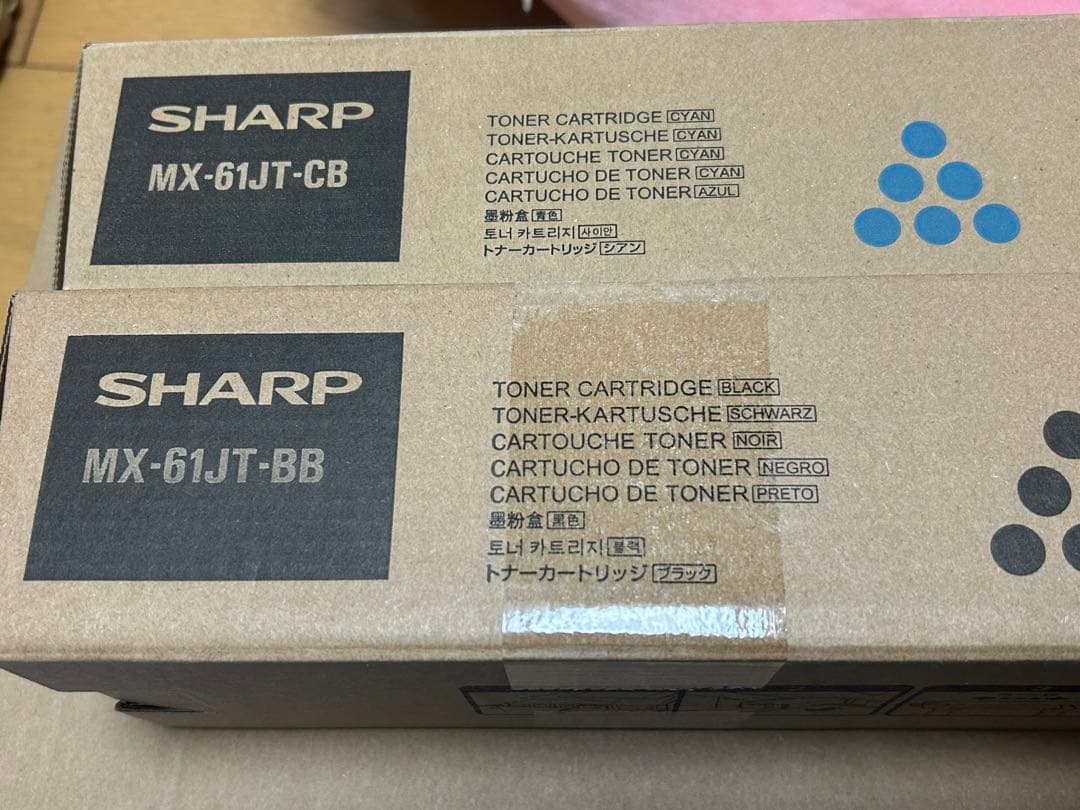 SHARP
MX-61JT-CB
TONER CARTRIDGE CYAN
TONER-KARTUSCHE CYAN
CARTOUCHE TONER CYAN
CARTUCHO DE TONER CYAN
CARTUCHO DE TONER AZUL
墨粉盒 青色
토너 카트리지 사이안
トナーカートリッジ シアン
SHARP
MX-61JT-BB
TONER CARTRIDGE BLACK
TONER-KARTUSCHE SCHWARZ
CARTOUCHE TONER NOIR
CARTUCHO DE TONER NEGRO
CARTUCHO DE TONER PRETO
墨粉盒 黑色
토너 카트리지 블랙
トナーカートリッジ ブラック